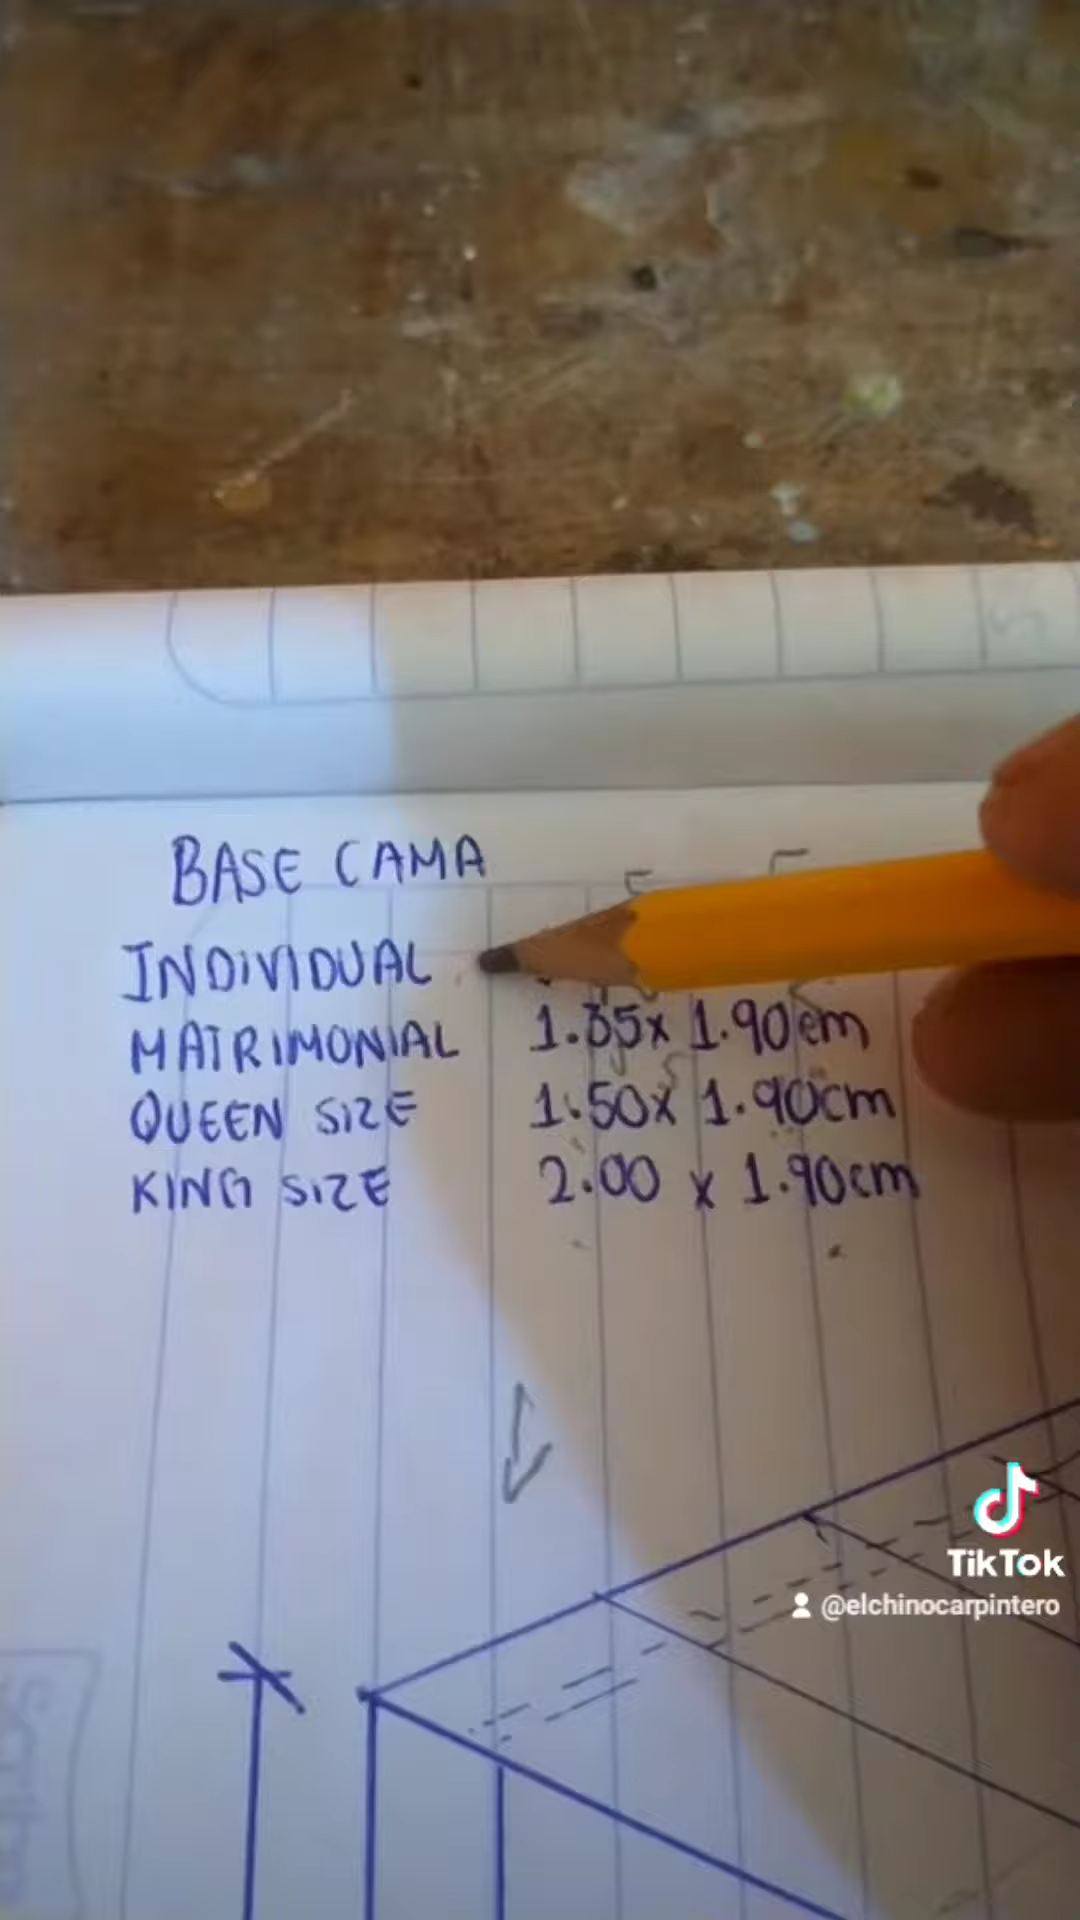 BASE CAMA
INDIVIDUAL
MATRIMONIAL 1.35x 1.90cm
QUEEN SIZE 1.50x 1.90cm
KING SIZE 2.00 x 1.90cm
TikTok
@elchinocarpintero